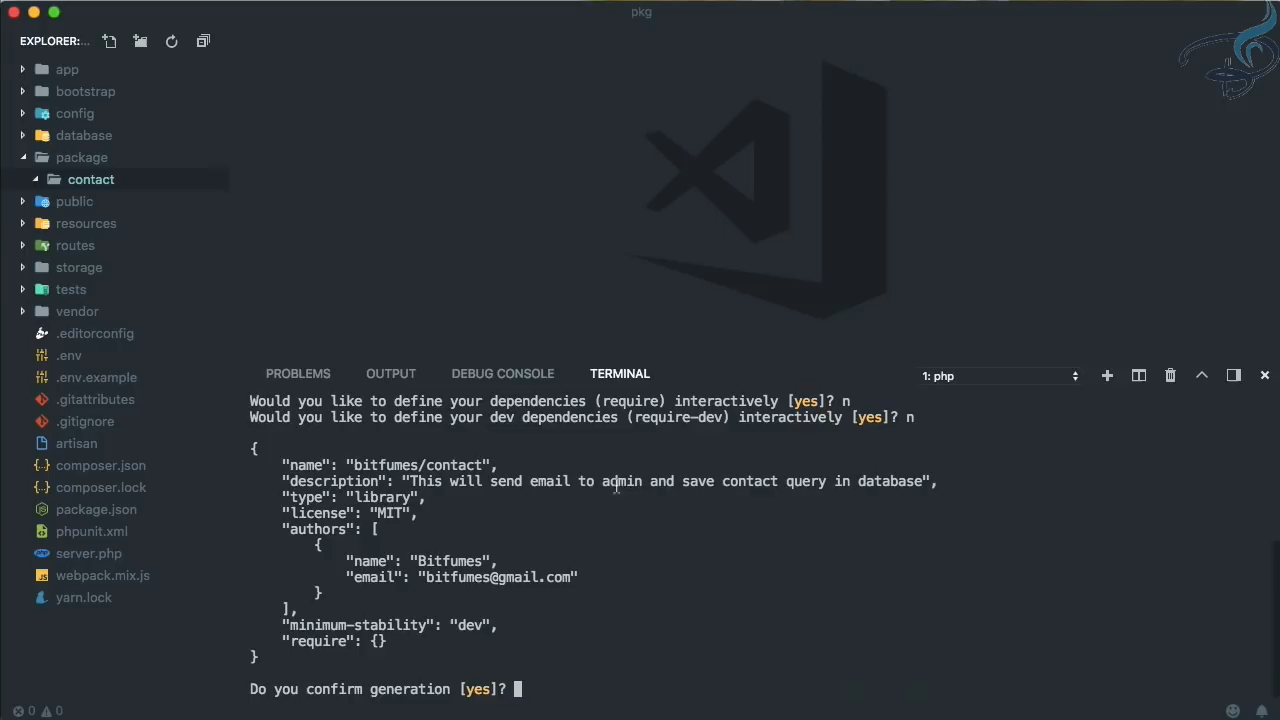 pkg
EXPLORER:...
app
bootstrap
config
database
package
contact
public
resources
routes
storage
tests
vendor
.editorconfig
.env
.env.example
.gitattributes
.gitignore
artisan
composer.json
composer.lock
package.json
phpunit.xml
server.php
webpack.mix.js
yarn.lock
PROBLEMS OUTPUT DEBUG CONSOLE TERMINAL 1: php
Would you like to define your dependencies (require) interactively [yes]? n
Would you like to define your dev dependencies (require-dev) interactively [yes]? n
{
"name": "bitfumes/contact",
"description": "This will send email to admin and save contact query in database",
"type": "library",
"license": "MIT",
"authors": [
{
"name": "Bitfumes",
"email": "bitfumes@gmail.com"
}
],
"minimum-stability": "dev",
"require": {}
}
Do you confirm generation [yes]?
0 0